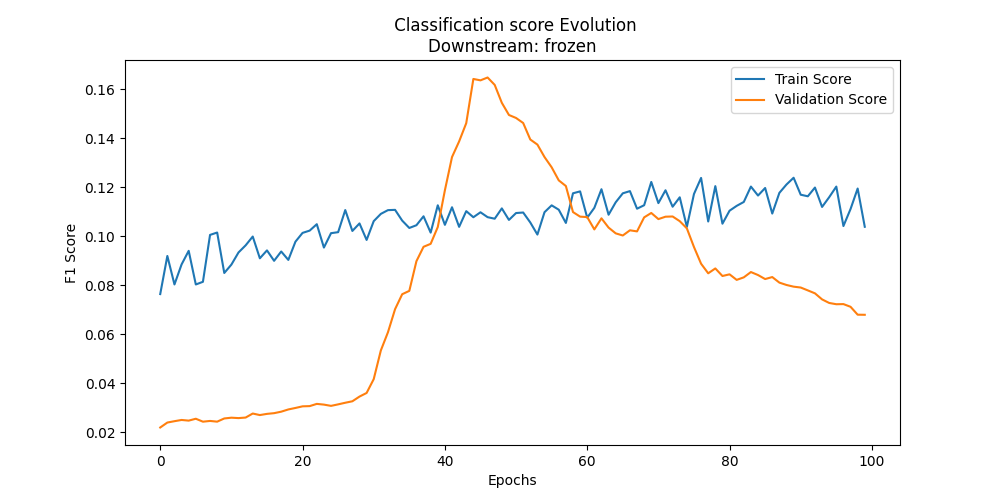 Classification score Evolution
Downstream: frozen
Train Score
Validation Score
F1 Score
0.16
0.14
0.12
0.10
0.08
0.06
0.04
0.02
0 20 40 60 80 100
Epochs